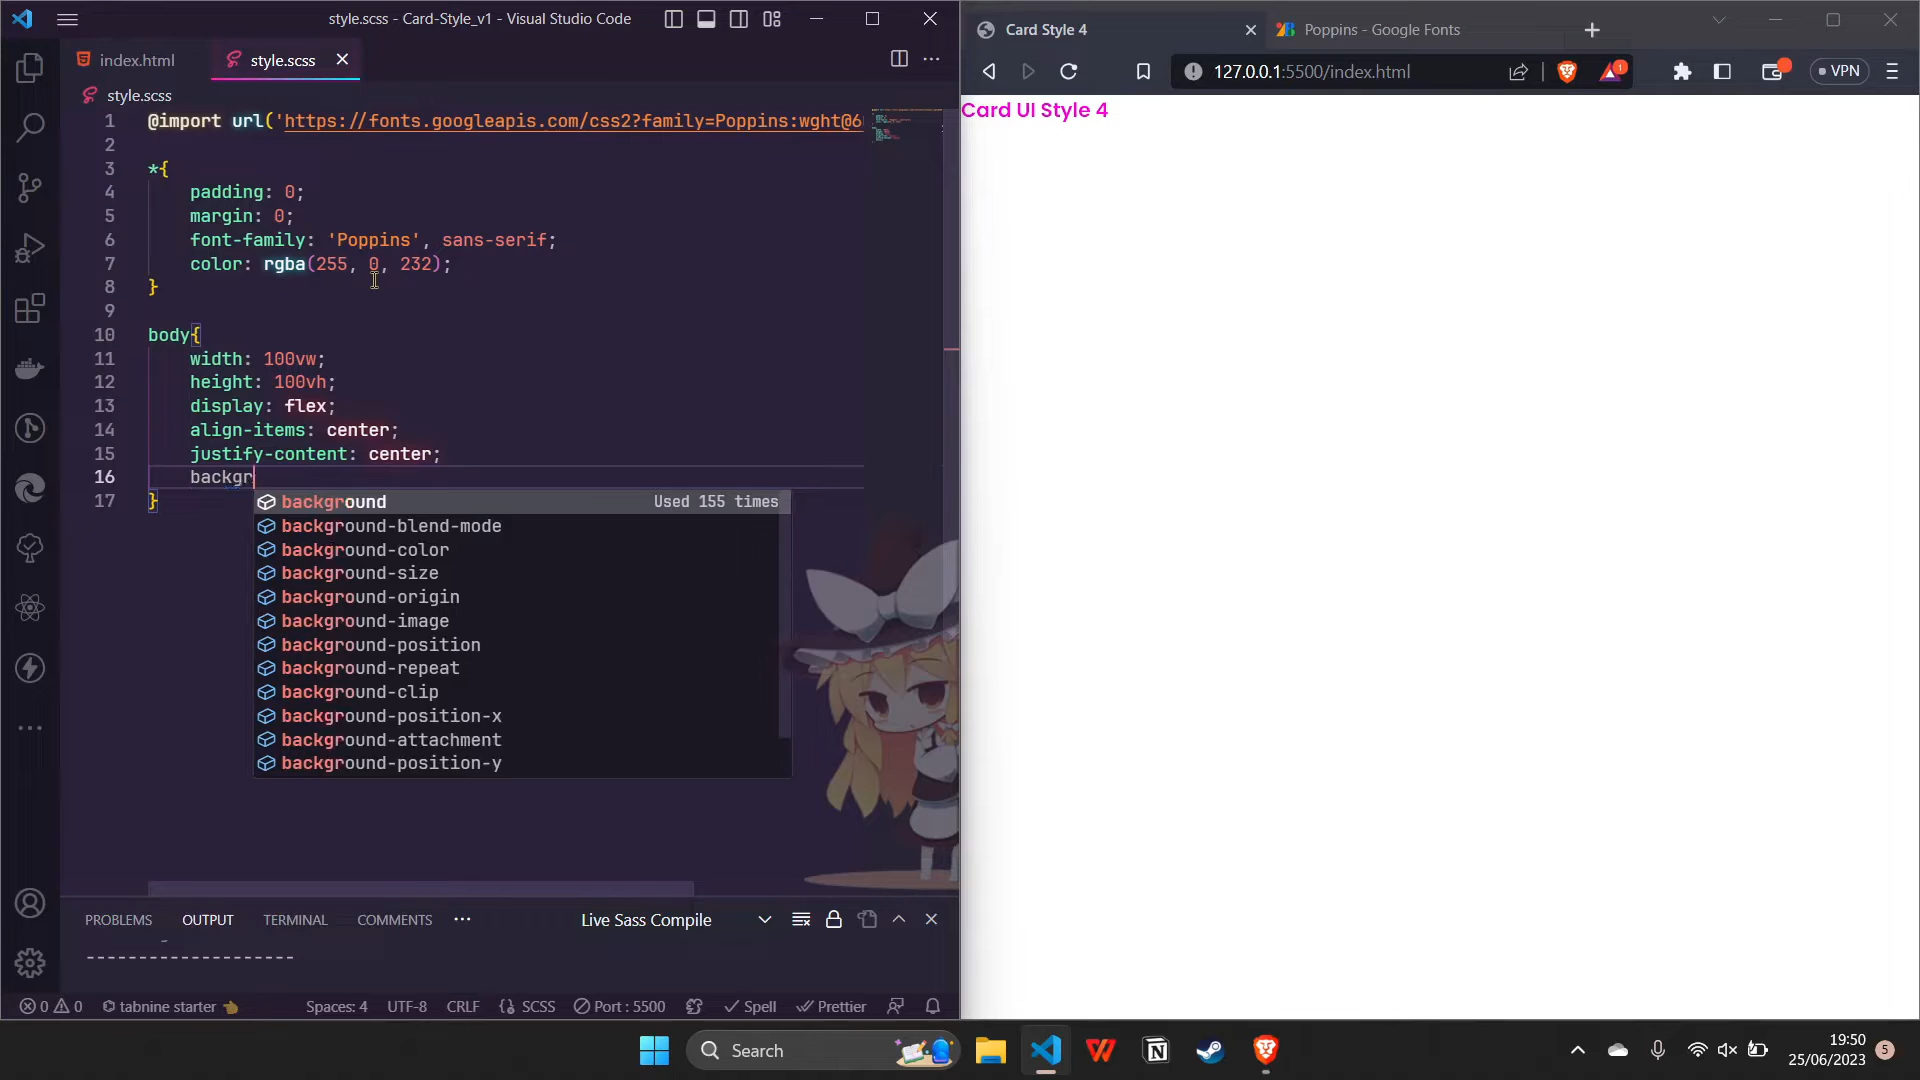 style.scss - Card-Style_v1 - Visual Studio Code
index.html
style.scss
style.scss
1 @import url('https://fonts.googleapis.com/css2?family=Poppins:wght@6
2
3 *{
4 padding: 0;
5 margin: 0;
6 font-family: 'Poppins', sans-serif;
7 color: rgba(255, 0, 232);
8 }
9
10 body{
11 width: 100vw;
12 height: 100vh;
13 display: flex;
14 align-items: center;
15 justify-content: center;
16 backgr
17 }
background Used 155 times
background-blend-mode
background-color
background-size
background-origin
background-image
background-position
background-repeat
background-clip
background-position-x
background-attachment
background-position-y
PROBLEMS OUTPUT TERMINAL COMMENTS ··· Live Sass Compile
--------------------
0 0 tabnine starter Spaces: 4 UTF-8 CRLF {} SCSS Port : 5500 Spell Prettier
Card Style 4
Poppins - Google Fonts
127.0.0.1:5500/index.html
1
VPN
Card UI Style 4
Search
19:50
25/06/2023
5